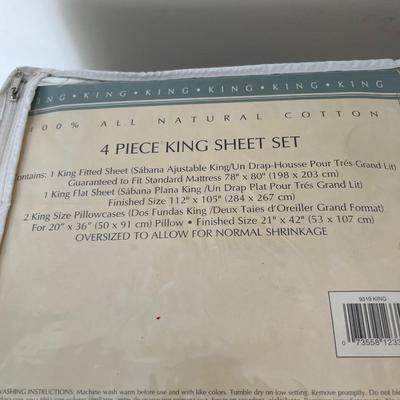 KING • KING • KING • KING • KING • KING • KING
100% ALL NATURAL COTTON
4 PIECE KING SHEET SET
Contains: 1 King Fitted Sheet (Sábana Ajustable King/Un Drap-Housse Pour Trés Grand Lit)
Guaranteed to Fit Standard Mattress 78" x 80" (198 x 203 cm)
1 King Flat Sheet (Sábana Plana King /Un Drap Plat Pour Trés Grand Lit)
Finished Size 112" x 105" (284 x 267 cm)
2 King Size Pillowcases (Dos Fundas King /Deux Taies d'Oreiller Grand Format)
For 20" x 36" (50 x 91 cm) Pillow • Finished Size 21" x 42" (53 x 107 cm)
OVERSIZED TO ALLOW FOR NORMAL SHRINKAGE
9319 KING
0 73558 1233
WASHING INSTRUCTIONS: Machine wash warm before use and with like colors. Tumble dry on low setting. Remove promptly. Do not